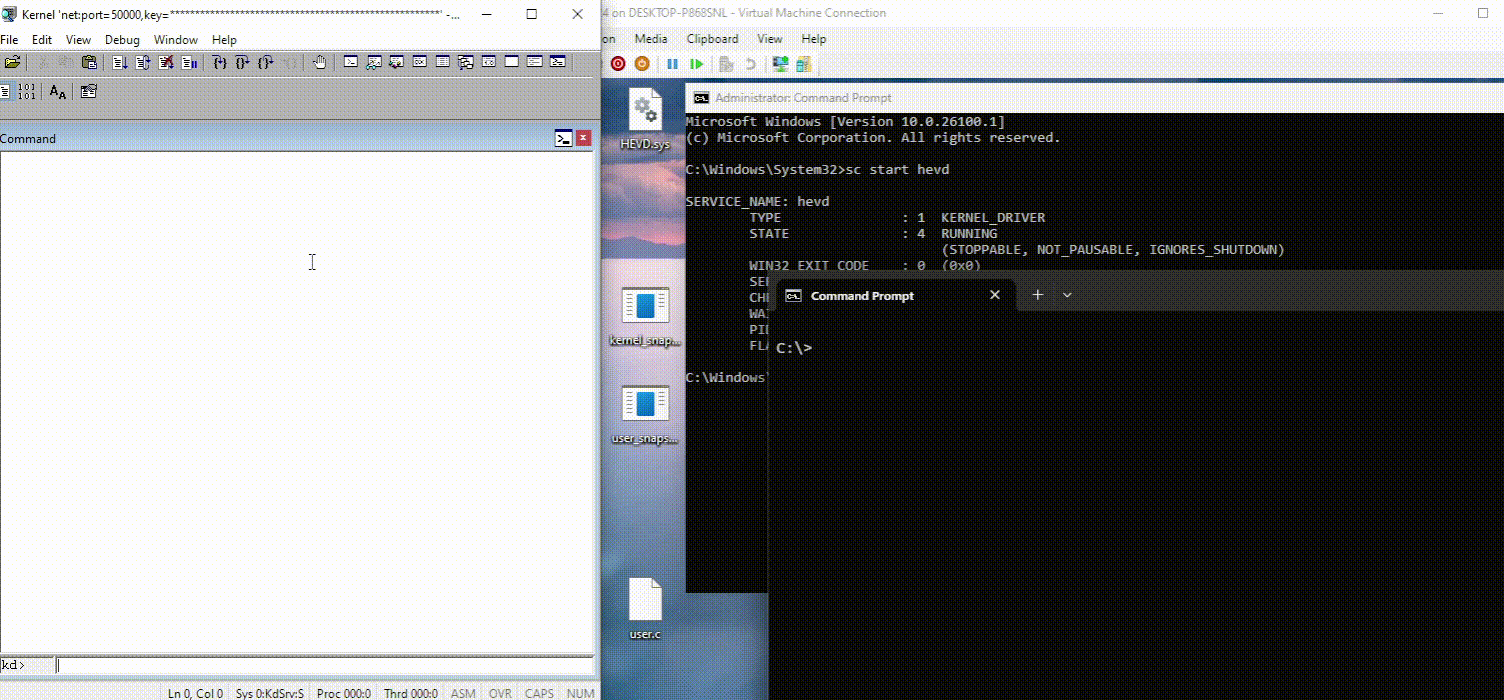 Kernel 'net:port=50000,key=****************************************************' -...
File Edit View Debug Window Help
Command
kd>
Ln 0, Col 0 Sys 0:KdSrv:S Proc 000:0 Thrd 000:0 ASM OVR CAPS NUM
4 on DESKTOP-P868SNL - Virtual Machine Connection
on Media Clipboard View Help
HEVD.sys
kernel_snap...
user_snaps...
user.c
Administrator: Command Prompt
Microsoft Windows [Version 10.0.26100.1]
(c) Microsoft Corporation. All rights reserved.
C:\Windows\System32>sc start hevd
SERVICE_NAME: hevd
TYPE : 1 KERNEL_DRIVER
STATE : 4 RUNNING
(STOPPABLE, NOT_PAUSABLE, IGNORES_SHUTDOWN)
WIN32_EXIT_CODE : 0 (0x0)
SE
CH
WA
PI
FL
C:\Windows
Command Prompt
C:\>